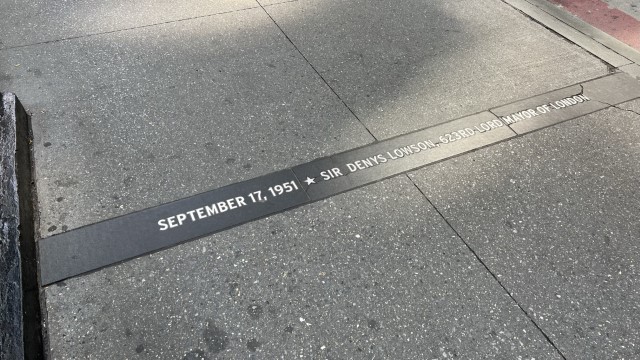 SEPTEMBER 17, 1951 ★ SIR DENYS LOWSON, 623RD LORD MAYOR OF LONDON